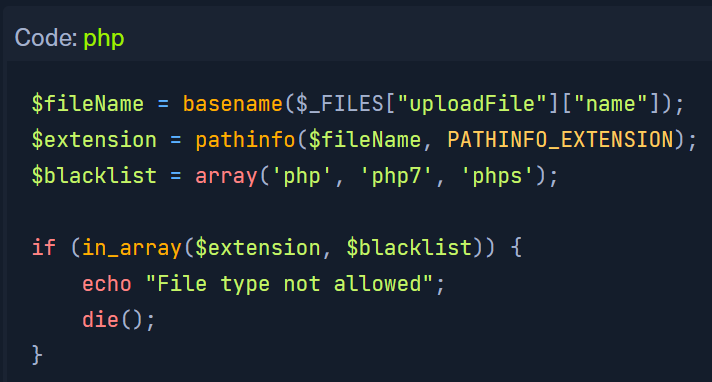 Code: php
$fileName = basename($_FILES["uploadFile"]["name"]);
$extension = pathinfo($fileName, PATHINFO_EXTENSION);
$blacklist = array('php', 'php7', 'phps');

if (in_array($extension, $blacklist)) {
    echo "File type not allowed";
    die();
}